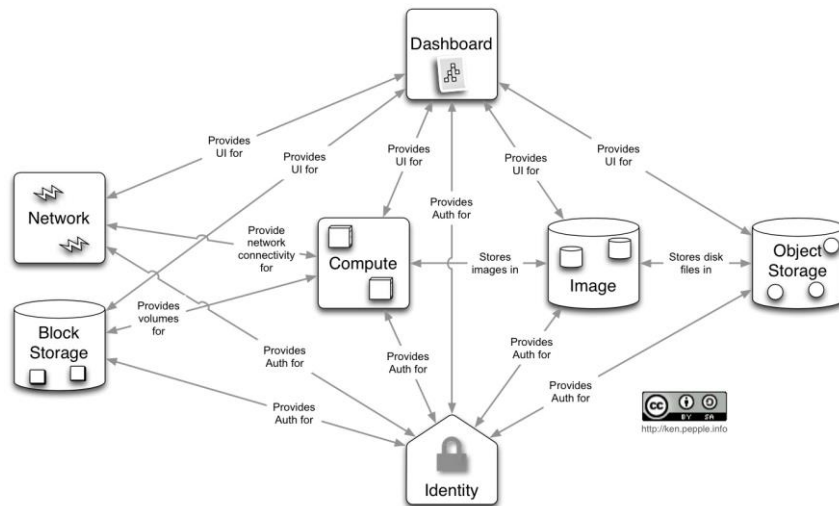 Dashboard
Provides
UI for
Provides
UI for
Provides
UI for
Provides
UI for
Provides
UI for
Provides
Auth for
Network
Provide
network
connectivity
for
Compute
Stores
images in
Image
Stores disk
files in
Object
Storage
Provides
volumes
for
Block
Storage
Provides
Auth for
Provides
Auth for
Provides
Auth for
Provides
Auth for
Provides
Auth for
Identity
cc
BY SA
http://ken.pepple.info